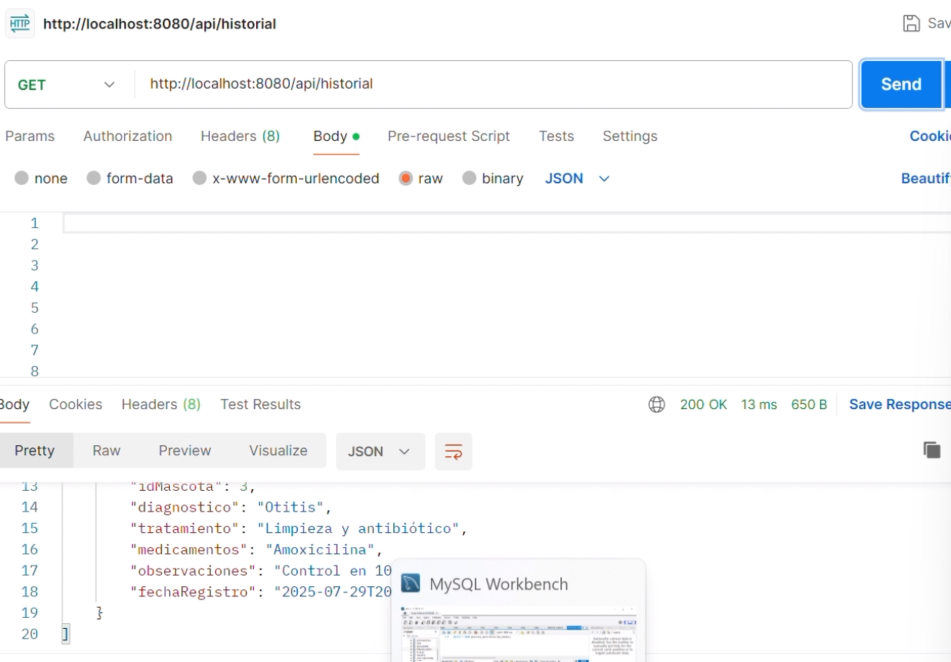 HTTP http://localhost:8080/api/historial Sav
GET http://localhost:8080/api/historial Send
Params Authorization Headers (8) Body Pre-request Script Tests Settings Cookie
none form-data x-www-form-urlencoded raw binary JSON Beautif
1
2
3
4
5
6
7
8
Body Cookies Headers (8) Test Results 200 OK 13 ms 650 B Save Response
Pretty Raw Preview Visualize JSON
13 "idMascota": 3,
14 "diagnostico": "Otitis",
15 "tratamiento": "Limpieza y antibiótico",
16 "medicamentos": "Amoxicilina",
17 "observaciones": "Control en 10
18 "fechaRegistro": "2025-07-29T20
19 }
20 ]
MySQL Workbench